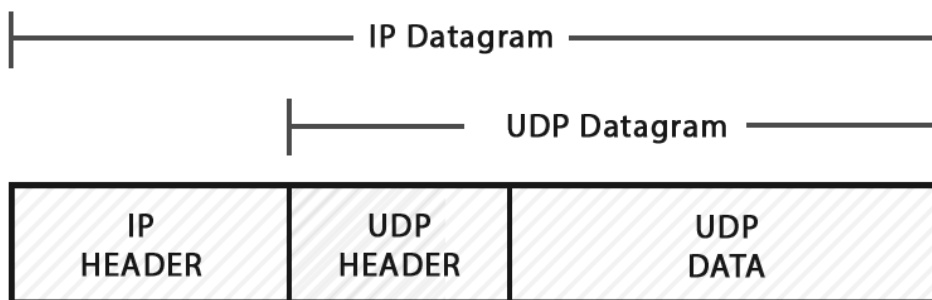 IP Datagram
UDP Datagram
IP
HEADER
UDP
HEADER
UDP
DATA